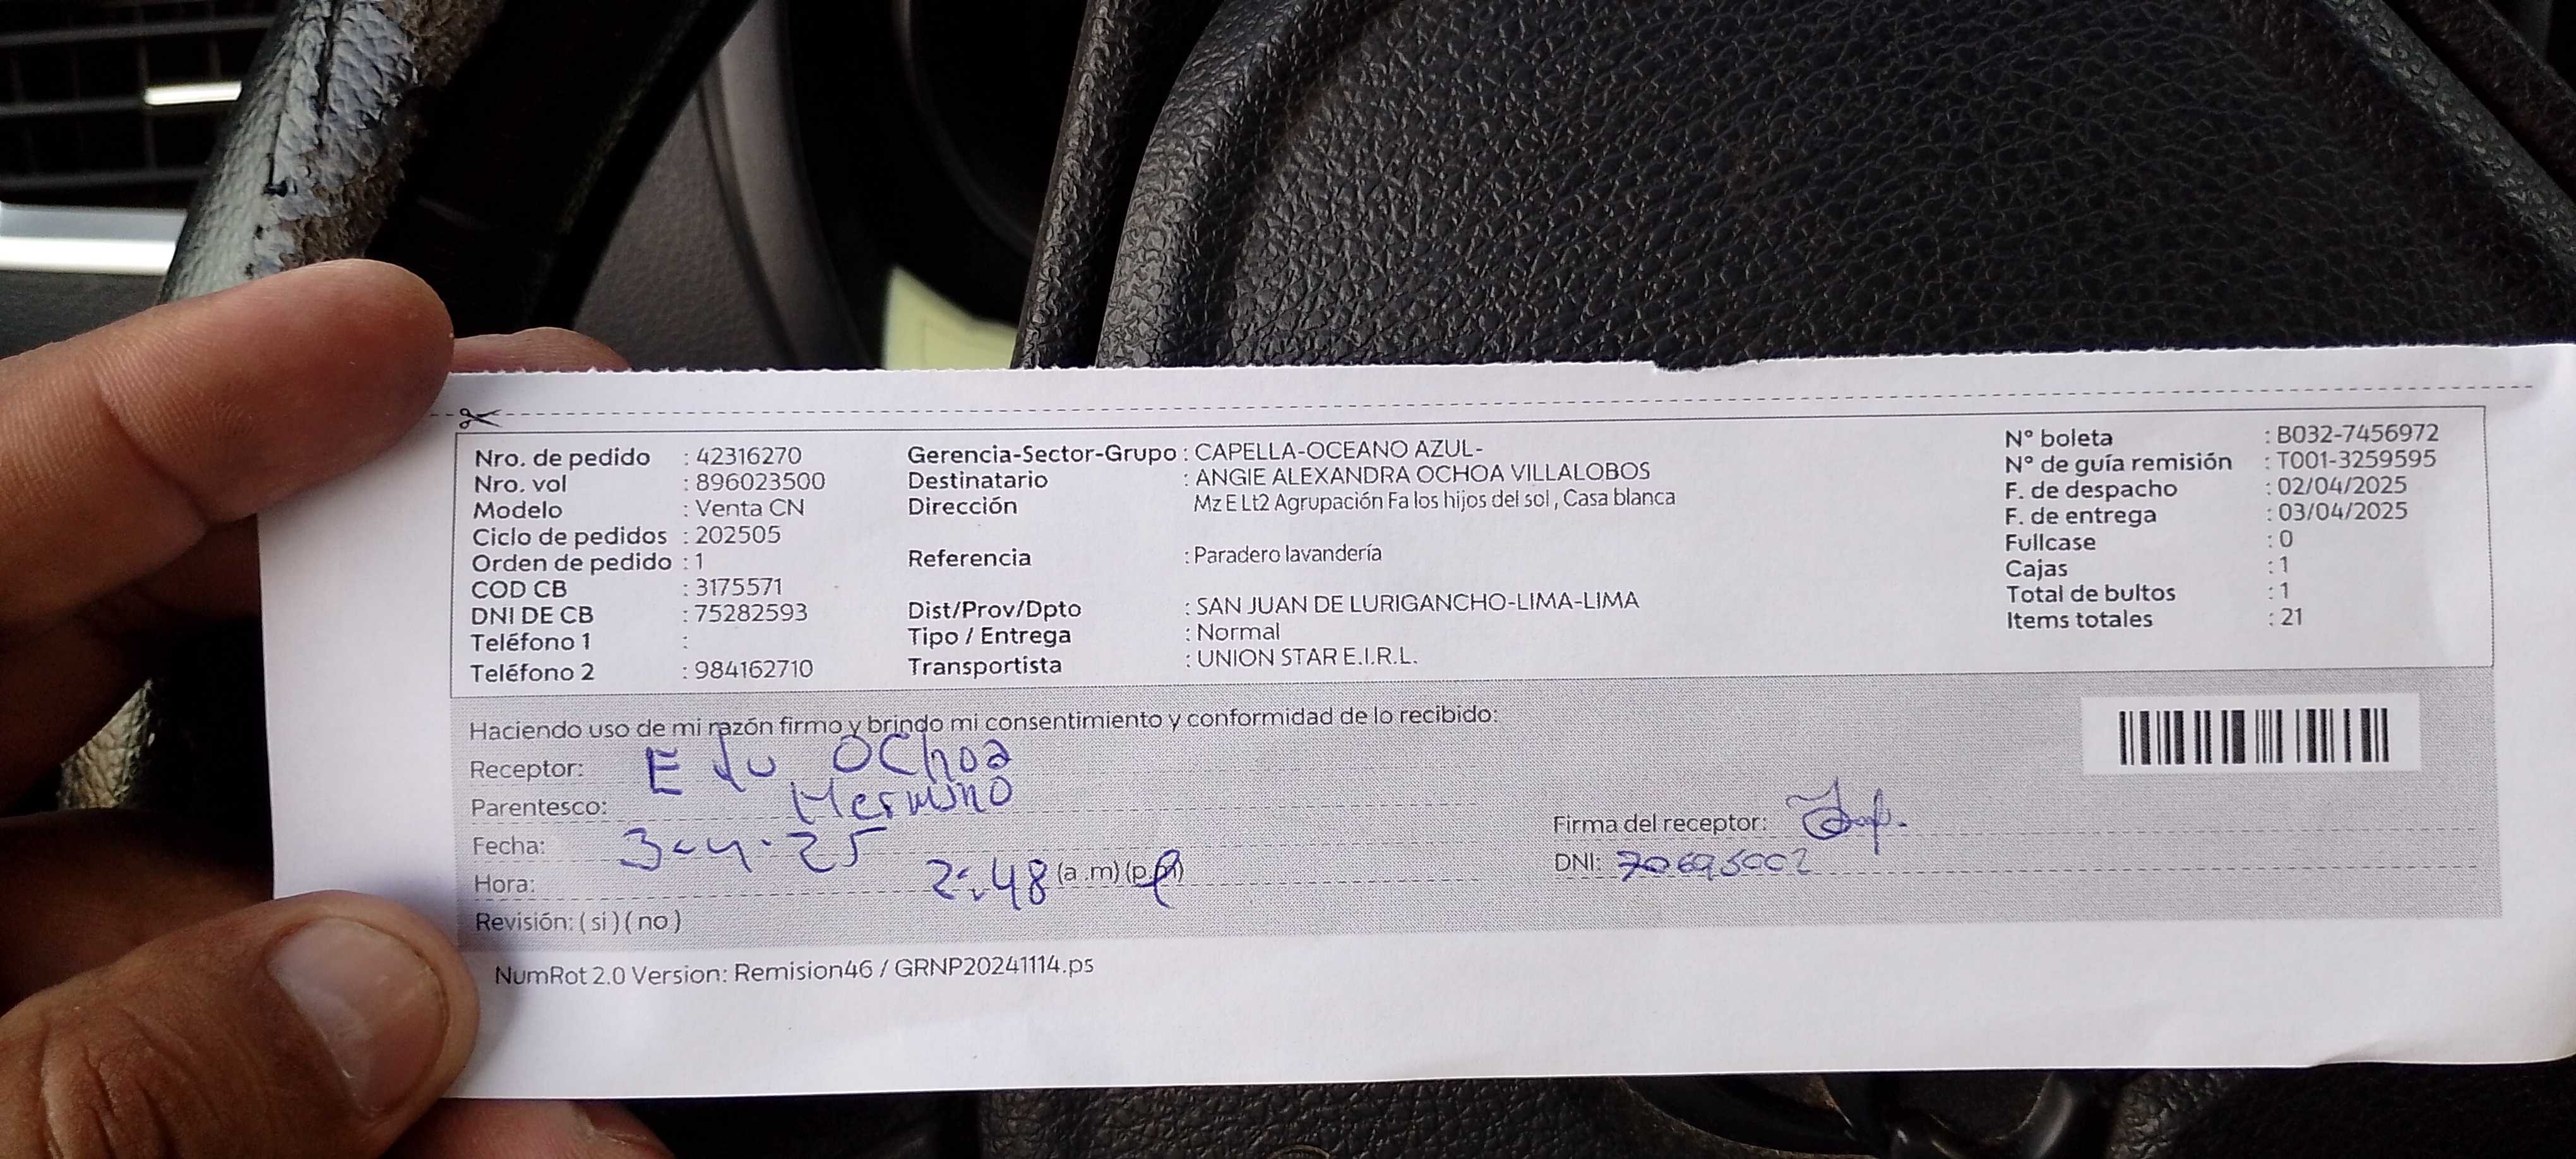 Nro. de pedido : 42316270
Nro. vol : 896023500
Modelo : Venta CN
Ciclo de pedidos : 202505
Orden de pedido : 1
COD CB : 3175571
DNI DE CB : 75282593
Teléfono 1 :
Teléfono 2 : 984162710
Gerencia-Sector-Grupo : CAPELLA-OCEANO AZUL-
Destinatario : ANGIE ALEXANDRA OCHOA VILLALOBOS
Dirección Mz E Lt2 Agrupación Fa los hijos del sol , Casa blanca
Referencia : Paradero lavandería
Dist/Prov/Dpto : SAN JUAN DE LURIGANCHO-LIMA-LIMA
Tipo / Entrega : Normal
Transportista : UNION STAR E.I.R.L.
N° boleta : B032-7456972
N° de guía remisión : T001-3259595
F. de despacho : 02/04/2025
F. de entrega : 03/04/2025
Fullcase : 0
Cajas : 1
Total de bultos : 1
Items totales : 21
Haciendo uso de mi razón firmo y brindo mi consentimiento y conformidad de lo recibido:
Receptor: Edu Ochoa
Parentesco:
Fecha: 3-4-25
Hora: 2:48 (a .m) (p.m)
Revisión: ( si ) ( no )
Firma del receptor:
DNI:
NumRot 2.0 Version: Remision46 / GRNP20241114.ps